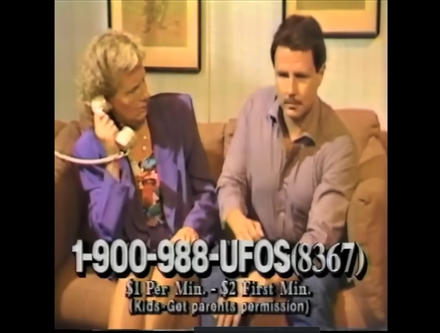 1-900-988-UFOS(8367)
$1 Per Min. - $2 First Min.
(Kids-Get parents permission)